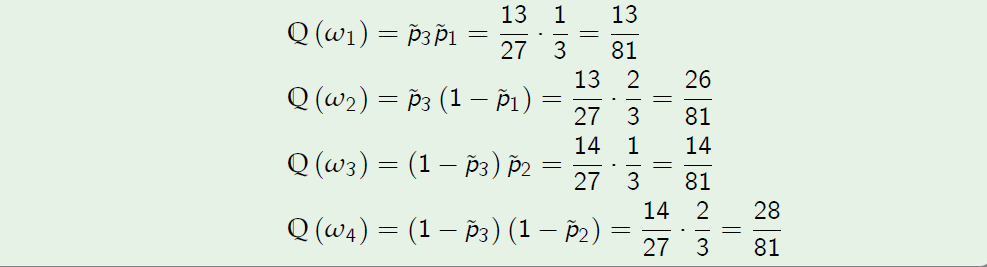 ℚ (ω₁) = p̃₃p̃₁ = 13/27 · 1/3 = 13/81
ℚ (ω₂) = p̃₃ (1 − p̃₁) = 13/27 · 2/3 = 26/81
ℚ (ω₃) = (1 − p̃₃) p̃₂ = 14/27 · 1/3 = 14/81
ℚ (ω₄) = (1 − p̃₃) (1 − p̃₂) = 14/27 · 2/3 = 28/81